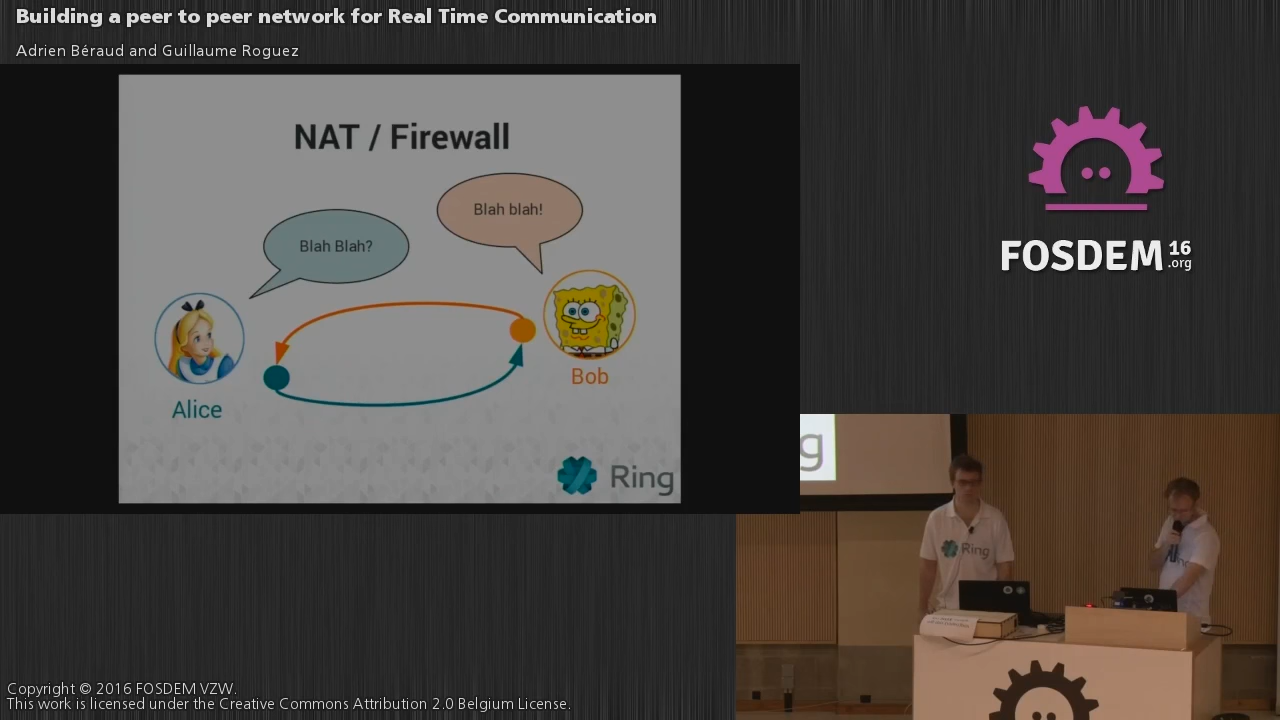 Building a peer to peer network for Real Time Communication
Adrien Béraud and Guillaume Roguez
NAT / Firewall
Blah blah!
Blah Blah?
Bob
Alice
Ring
FOSDEM 16
.org
g
Ring
Copyright © 2016 FOSDEM VZW.
This work is licensed under the Creative Commons Attribution 2.0 Belgium License.